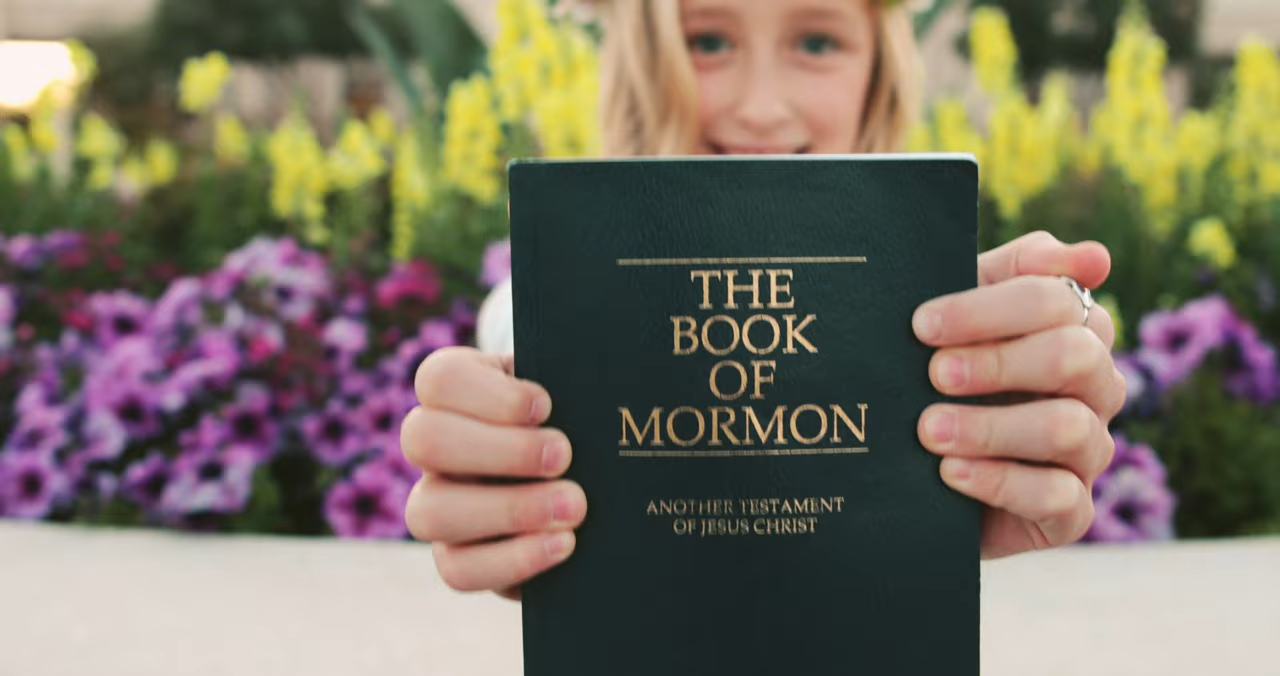 THE
BOOK
OF
MORMON
ANOTHER TESTAMENT
OF JESUS CHRIST